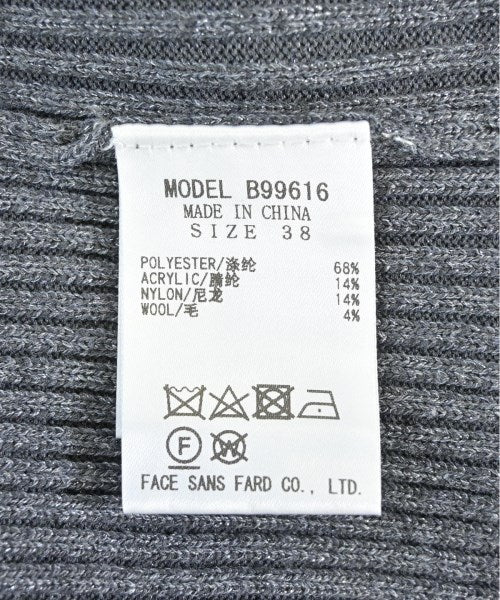 MODEL B99616
MADE IN CHINA
SIZE 38
POLYESTER/涤纶 68%
ACRYLIC/腈纶 14%
NYLON/尼龙 14%
WOOL/毛 4%
F W
FACE SANS FARD CO., LTD.